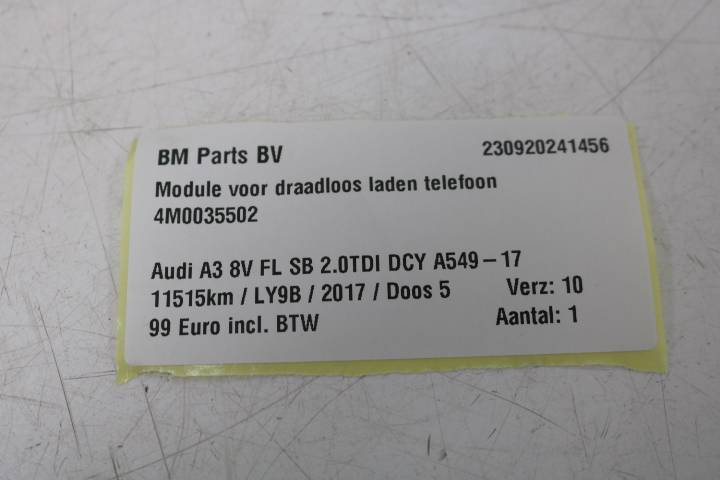 BM Parts BV 230920241456
Module voor draadloos laden telefoon
4M0035502
Audi A3 8V FL SB 2.0TDI DCY A549-17
11515km / LY9B / 2017 / Doos 5 Verz: 10
99 Euro incl. BTW Aantal: 1